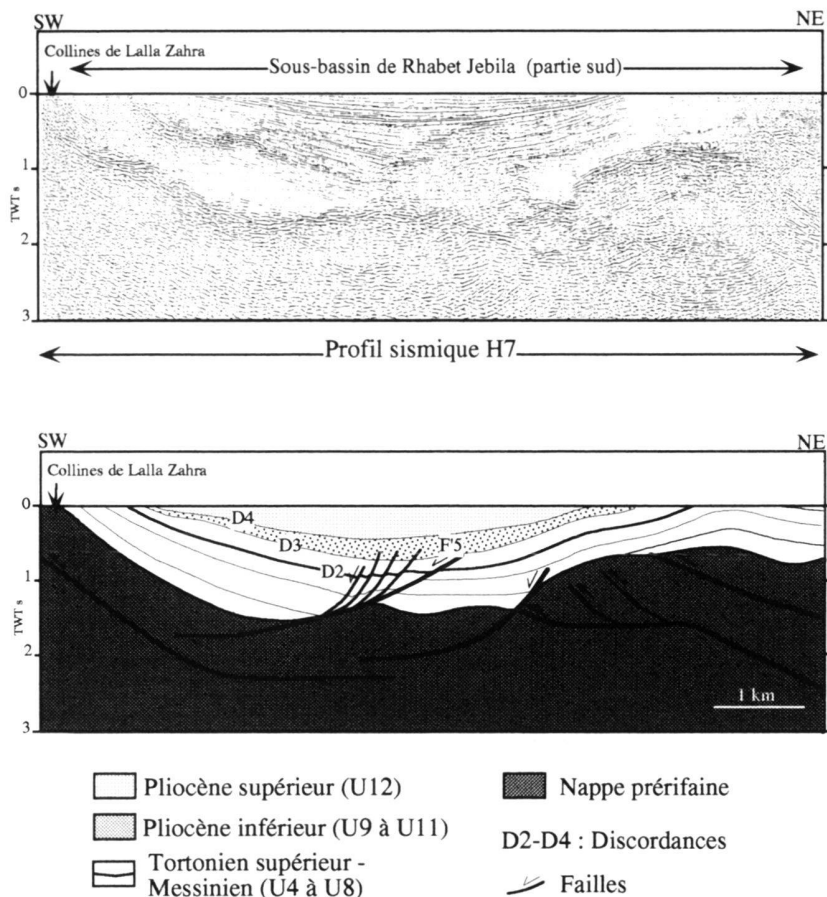 SW NE
Collines de Lalla Zahra
Sous-bassin de Rhabet Jebila (partie sud)
0
1
TWT s
2
3
Profil sismique H7
SW NE
Collines de Lalla Zahra
0
D4
D3
F'5
D2
1
TWT s
2
1 km
3
Pliocène supérieur (U12)
Nappe prérifaine
Pliocène inférieur (U9 à U11)
D2-D4 : Discordances
Tortonien supérieur -
Messinien (U4 à U8)
Failles